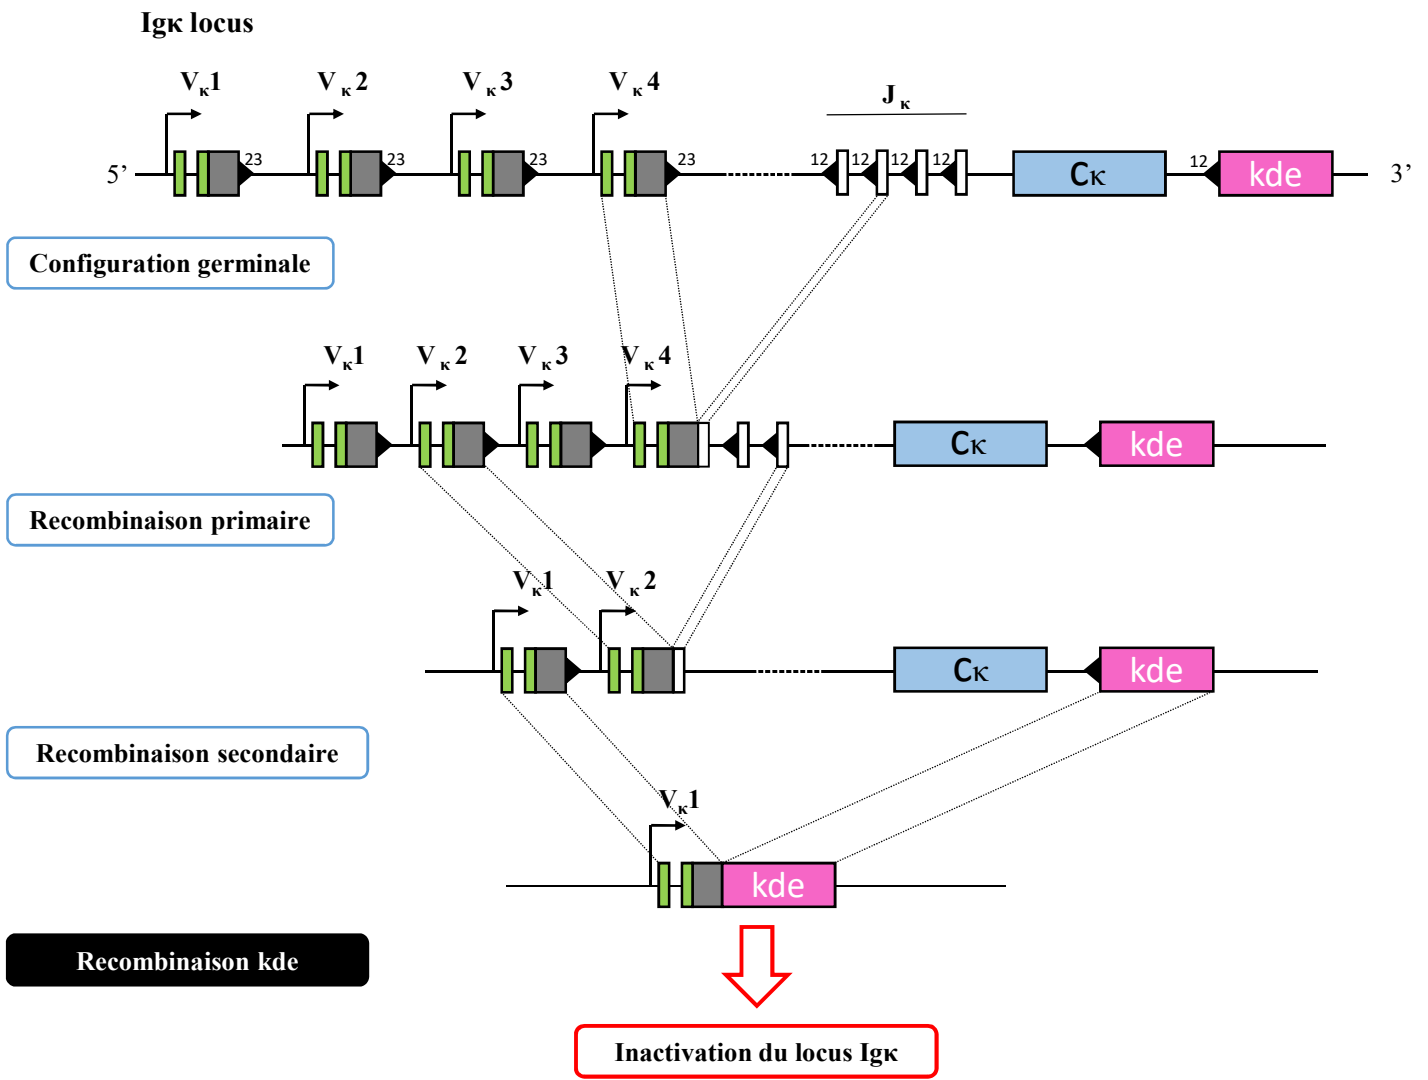 Igκ locus
Vκ1 Vκ2 Vκ3 Vκ4 Jκ
23 23 23 23 12 12 12 12 12
5’ Cκ kde 3’
Configuration germinale
Vκ1 Vκ2 Vκ3 Vκ4
Cκ kde
Recombinaison primaire
Vκ1 Vκ2
Cκ kde
Recombinaison secondaire
Vκ1
kde
Recombinaison kde
Inactivation du locus Igκ